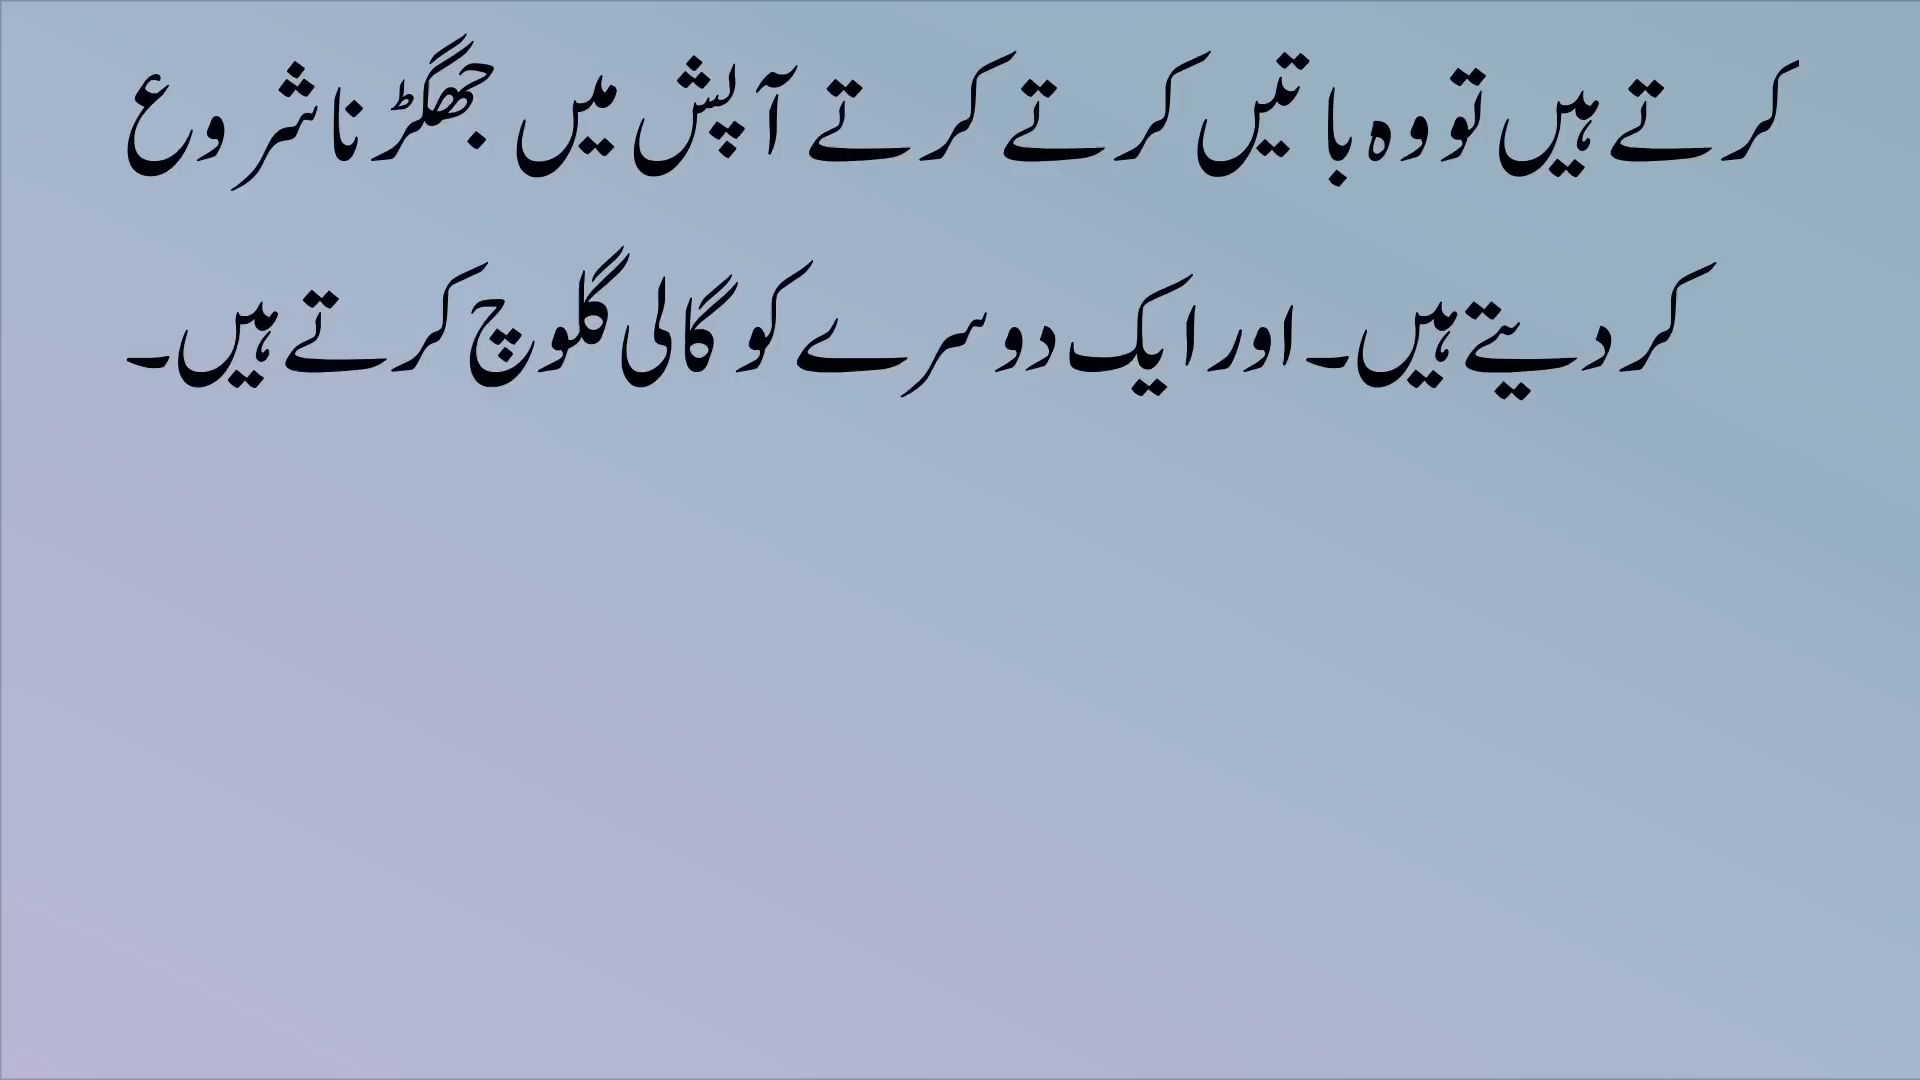 کرتے ہیں تو وہ باتیں کرتے کرتے آپش میں جھگڑنا شروع
کر دیتے ہیں۔ اور ایک دوسرے کو گالی گلوچ کرتے ہیں۔